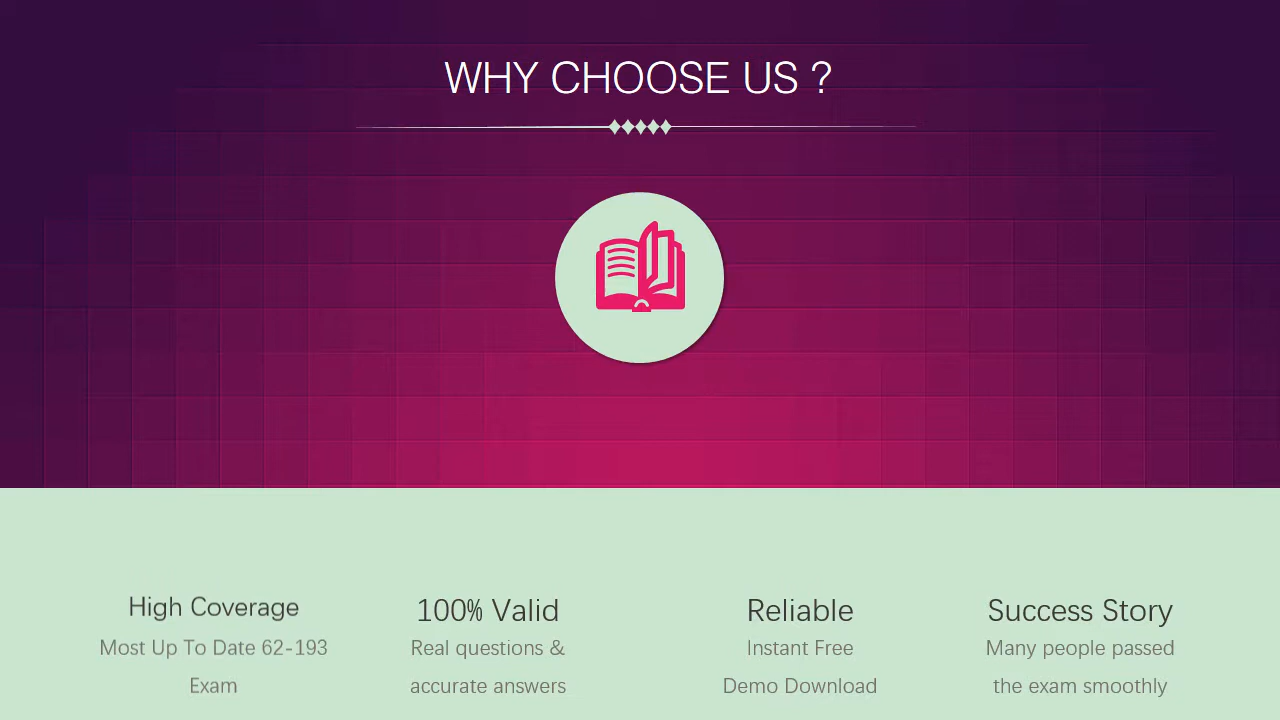 WHY CHOOSE US ?
High Coverage
Most Up To Date 62-193
Exam
100% Valid
Real questions &
accurate answers
Reliable
Instant Free
Demo Download
Success Story
Many people passed
the exam smoothly